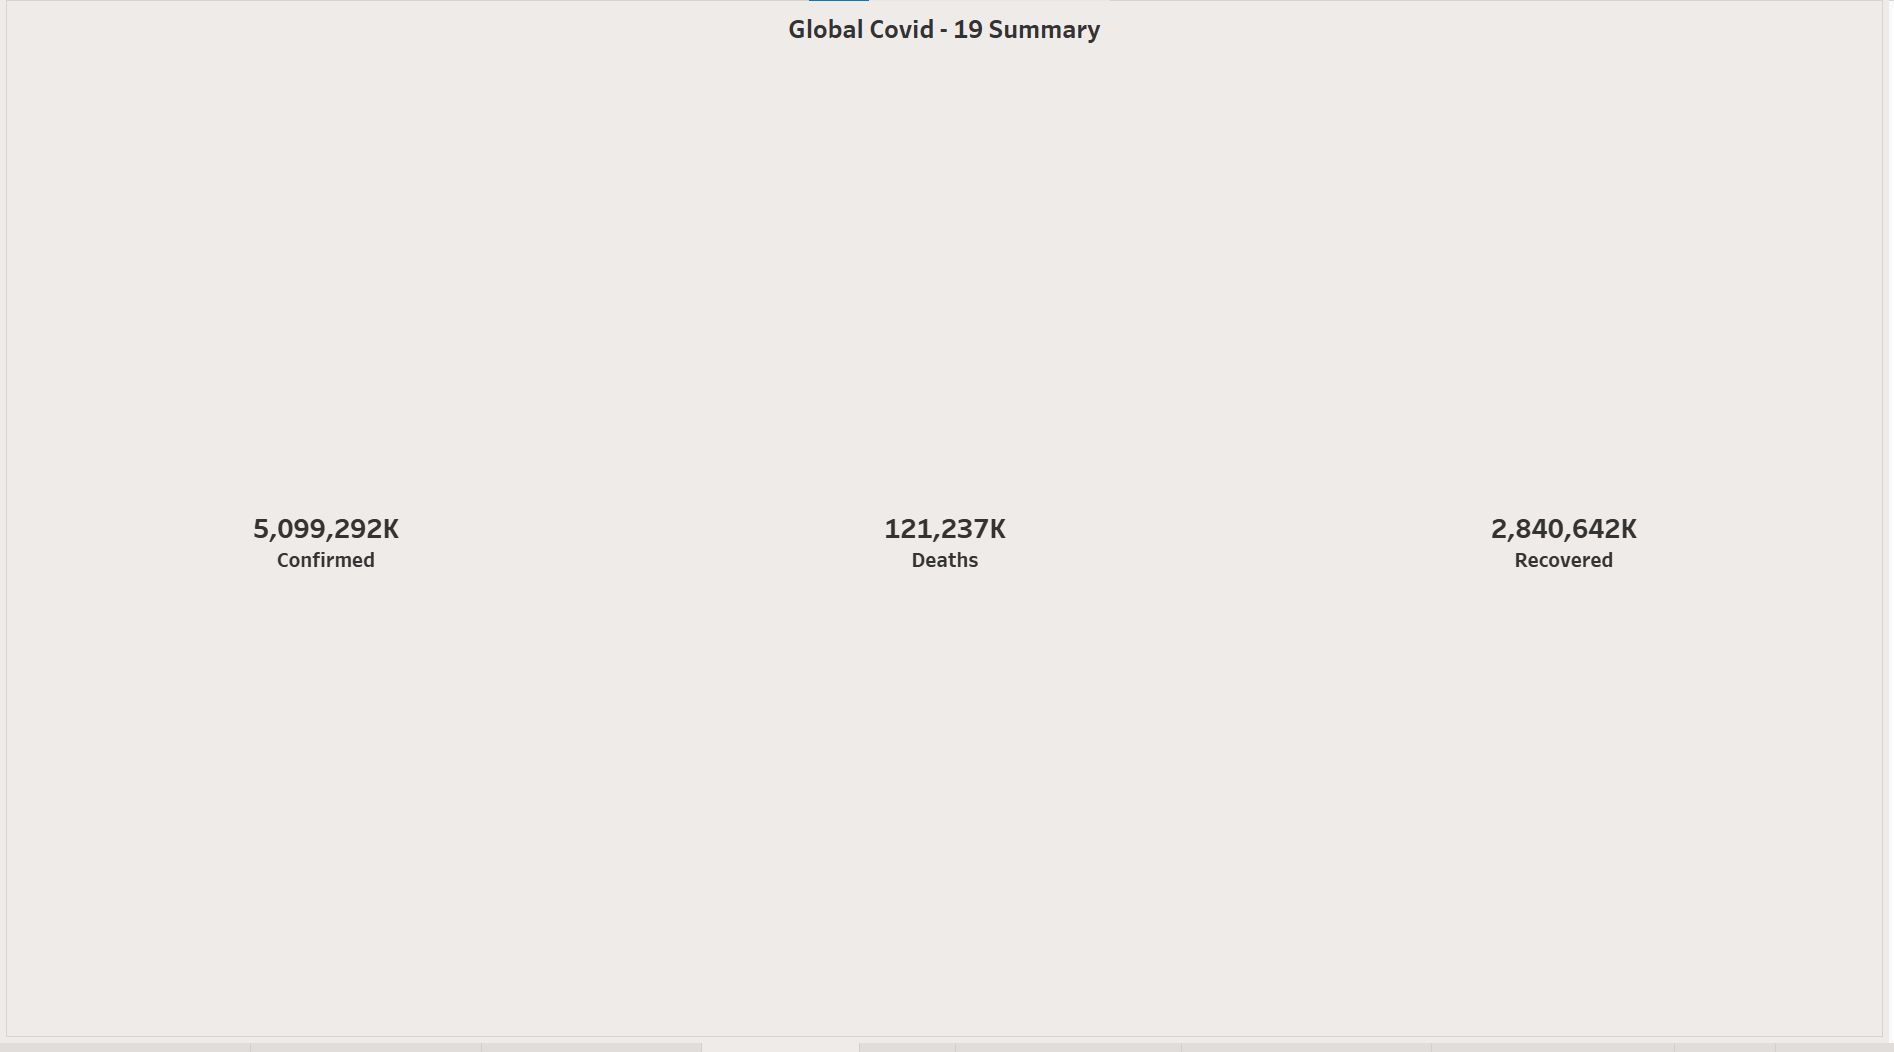 Global Covid - 19 Summary
5,099,292K
Confirmed
121,237K
Deaths
2,840,642K
Recovered